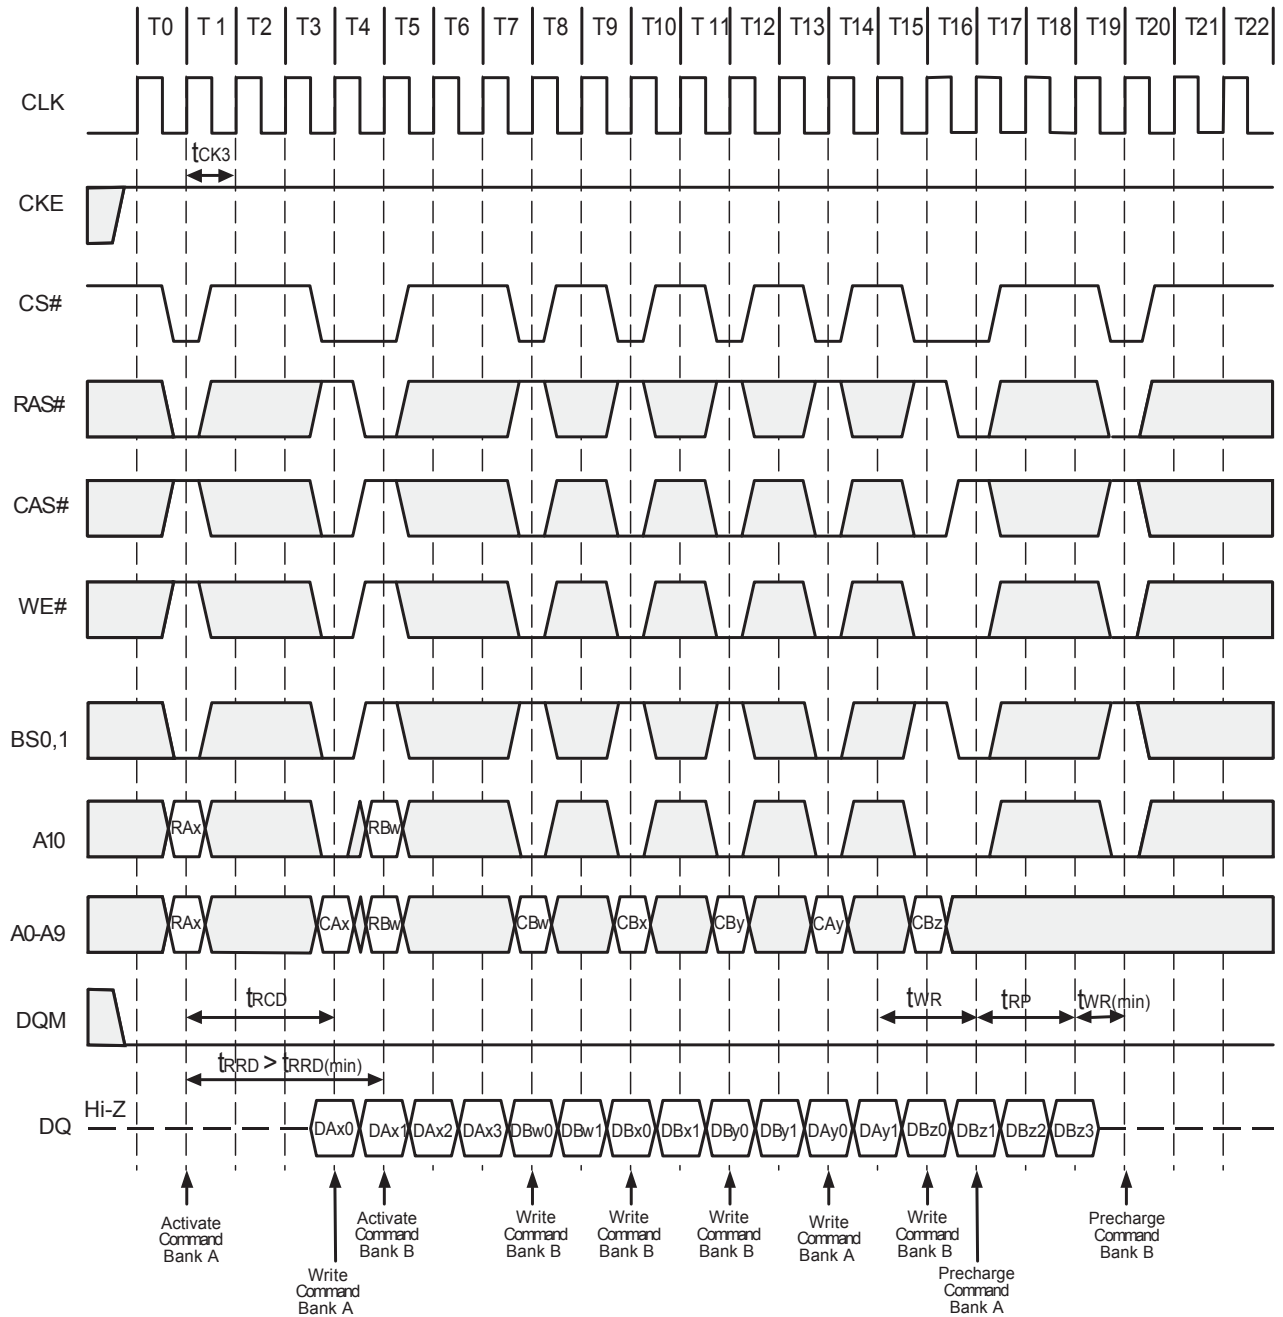 T0 T 1 T2 T3 T4 T5 T6 T7 T8 T9 T10 T 11 T12 T13 T14 T15 T16 T17 T18 T19 T20 T21 T22
CLK
tCK3
CKE
CS#
RAS#
CAS#
WE#
BS0,1
A10
RAx RBw
A0-A9
RAx CAx RBw CBw CBx CBy CAy CBz
DQM
tRCD tWR tRP tWR(min)
tRRD > tRRD(min)
Hi-Z
DQ
DAx0 DAx1 DAx2 DAx3 DBw0 DBw1 DBx0 DBx1 DBy0 DBy1 DAy0 DAy1 DBz0 DBz1 DBz2 DBz3
Activate
Command
Bank A
Write
Command
Bank A
Activate
Command
Bank B
Write
Command
Bank B
Write
Command
Bank B
Write
Command
Bank B
Write
Command
Bank A
Write
Command
Bank B
Precharge
Command
Bank A
Precharge
Command
Bank B